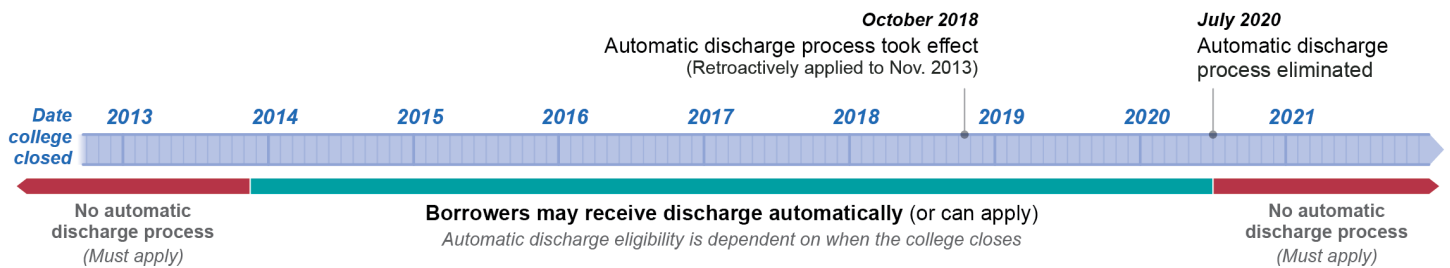 October 2018
Automatic discharge process took effect
(Retroactively applied to Nov. 2013)
July 2020
Automatic discharge
process eliminated
Date
college
closed
2013
2014
2015
2016
2017
2018
2019
2020
2021
No automatic
discharge process
(Must apply)
Borrowers may receive discharge automatically (or can apply)
Automatic discharge eligibility is dependent on when the college closes
No automatic
discharge process
(Must apply)